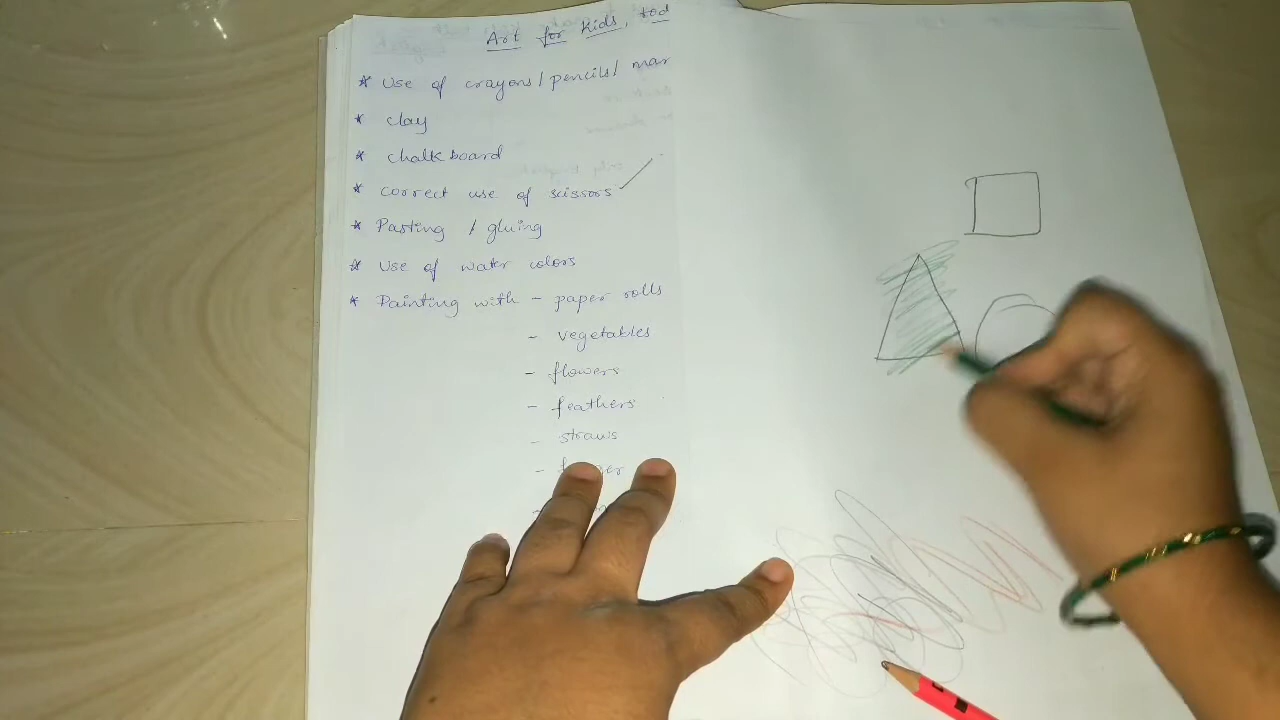 Art for Kids, tod
* Use of crayons / pencils / mar
* clay
* chalk board
* correct use of scissors
* Pasting / gluing
* Use of water colors
* Painting with - paper rolls
- vegetables
- flowers
- feathers
- straws